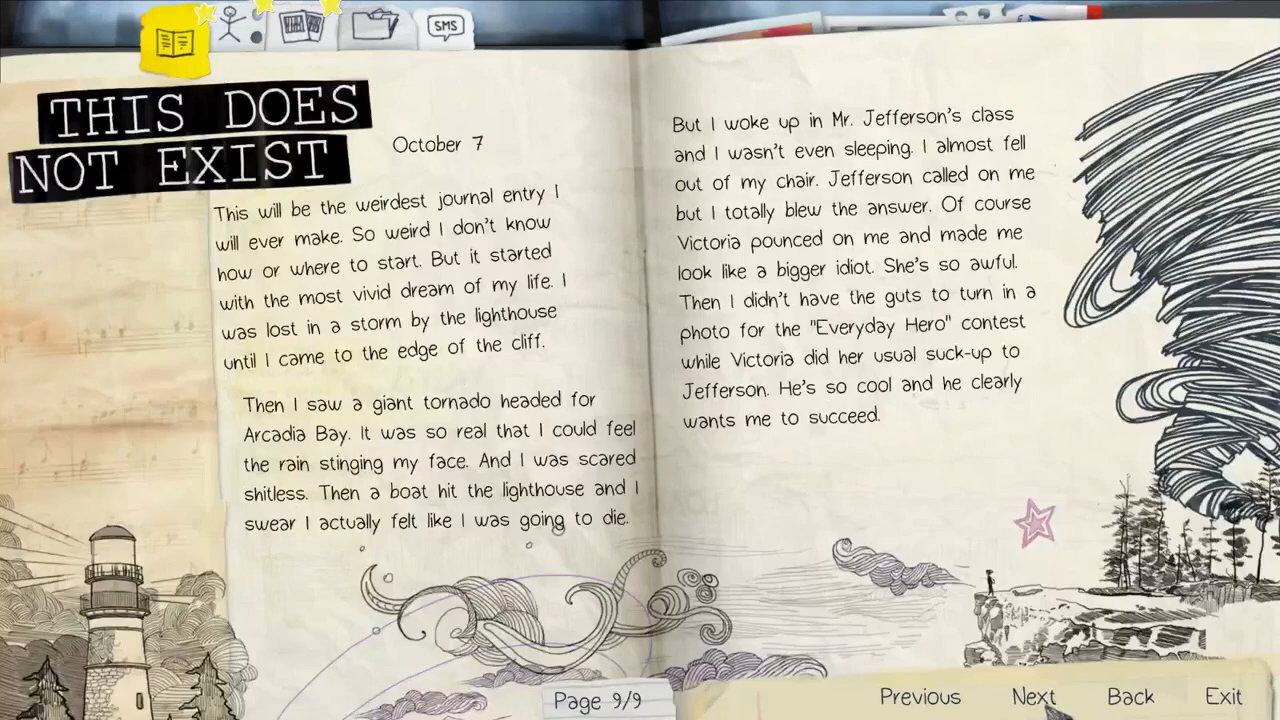 SMS
THIS DOES
NOT EXIST
October 7
This will be the weirdest journal entry I
will ever make. So weird I don't know
how or where to start. But it started
with the most vivid dream of my life. I
was lost in a storm by the lighthouse
until I came to the edge of the cliff.
Then I saw a giant tornado headed for
Arcadia Bay. It was so real that I could feel
the rain stinging my face. And I was scared
shitless. Then a boat hit the lighthouse and I
swear I actually felt like I was going to die.
But I woke up in Mr. Jefferson's class
and I wasn't even sleeping. I almost fell
out of my chair. Jefferson called on me
but I totally blew the answer. Of course
Victoria pounced on me and made me
look like a bigger idiot. She's so awful.
Then I didn't have the guts to turn in a
photo for the "Everyday Hero" contest
while Victoria did her usual suck-up to
Jefferson. He's so cool and he clearly
wants me to succeed.
Page 9/9
Previous
Next
Back
Exit